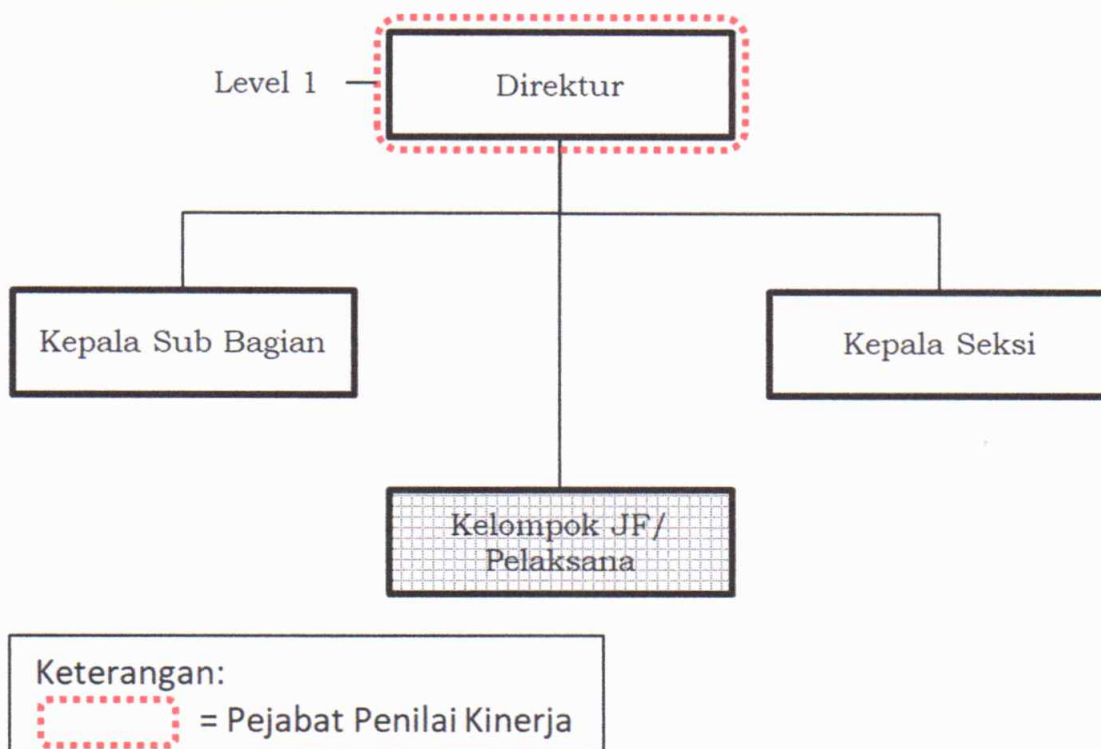 Level 1
Direktur
Kepala Sub Bagian
Kepala Seksi
Kelompok JF/
Pelaksana
Keterangan:
= Pejabat Penilai Kinerja